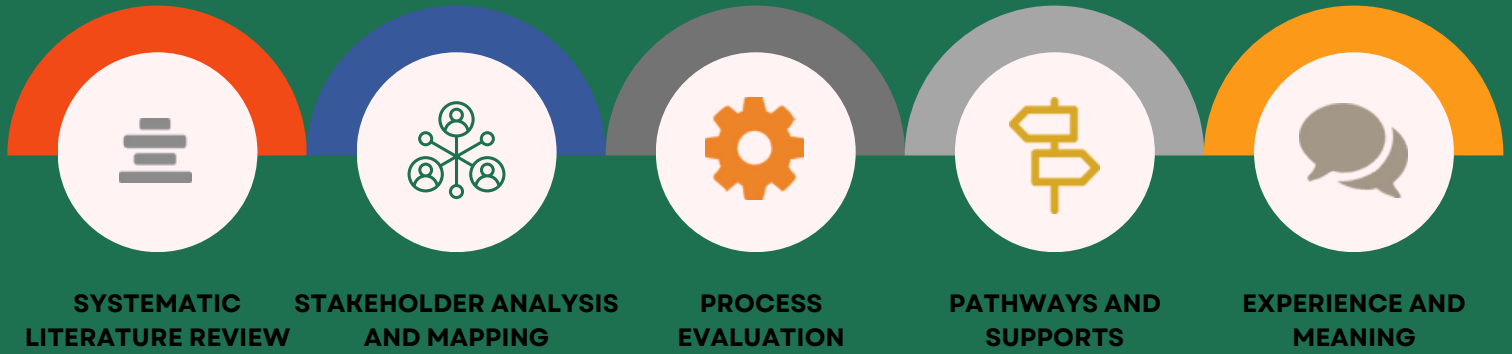 SYSTEMATIC
LITERATURE REVIEW
STAKEHOLDER ANALYSIS
AND MAPPING
PROCESS
EVALUATION
PATHWAYS AND
SUPPORTS
EXPERIENCE AND
MEANING